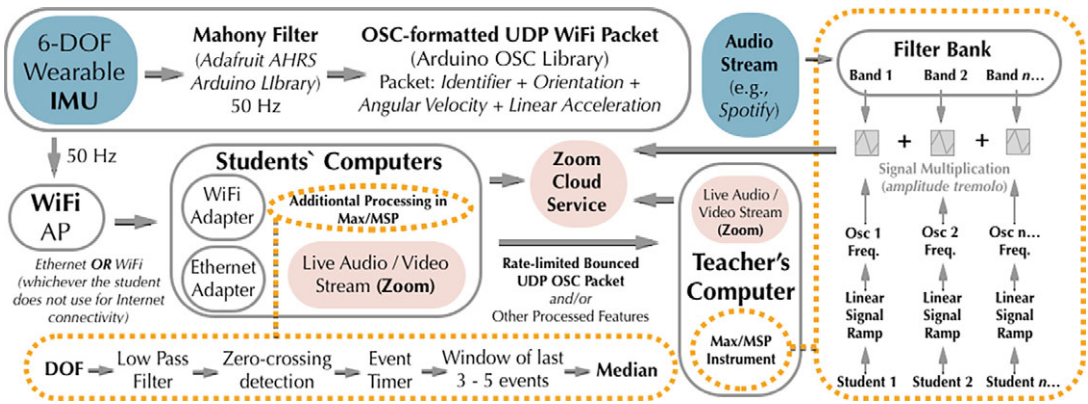 6-DOF
Wearable
IMU
Mahony Filter
(Adafruit AHRS
Arduino LIbrary)
50 Hz
OSC-formatted UDP WiFi Packet
(Arduino OSC Library)
Packet: Identifier + Orientation +
Angular Velocity + Linear Acceleration
Audio
Stream
(e.g.,
Spotify)
Filter Bank
Band 1 Band 2 Band n...
+ +
Signal Multiplication
(amplitude tremolo)
Osc 1
Freq.
Osc 2
Freq.
Osc n...
Freq.
Linear
Signal
Ramp
Linear
Signal
Ramp
Linear
Signal
Ramp
Student 1 Student 2 Student n...
50 Hz
WiFi
AP
Ethernet OR WiFi
(whichever the student
does not use for Internet
connectivity)
Students` Computers
WiFi
Adapter
Ethernet
Adapter
Additiontal Processing in
Max/MSP
Live Audio / Video
Stream (Zoom)
Zoom
Cloud
Service
Rate-limited Bounced
UDP OSC Packet
and/or
Other Processed Features
Live Audio /
Video Stream
(Zoom)
Teacher's
Computer
Max/MSP
Instrument
DOF
Low Pass
Filter
Zero-crossing
detection
Event
Timer
Window of last
3 - 5 events
Median